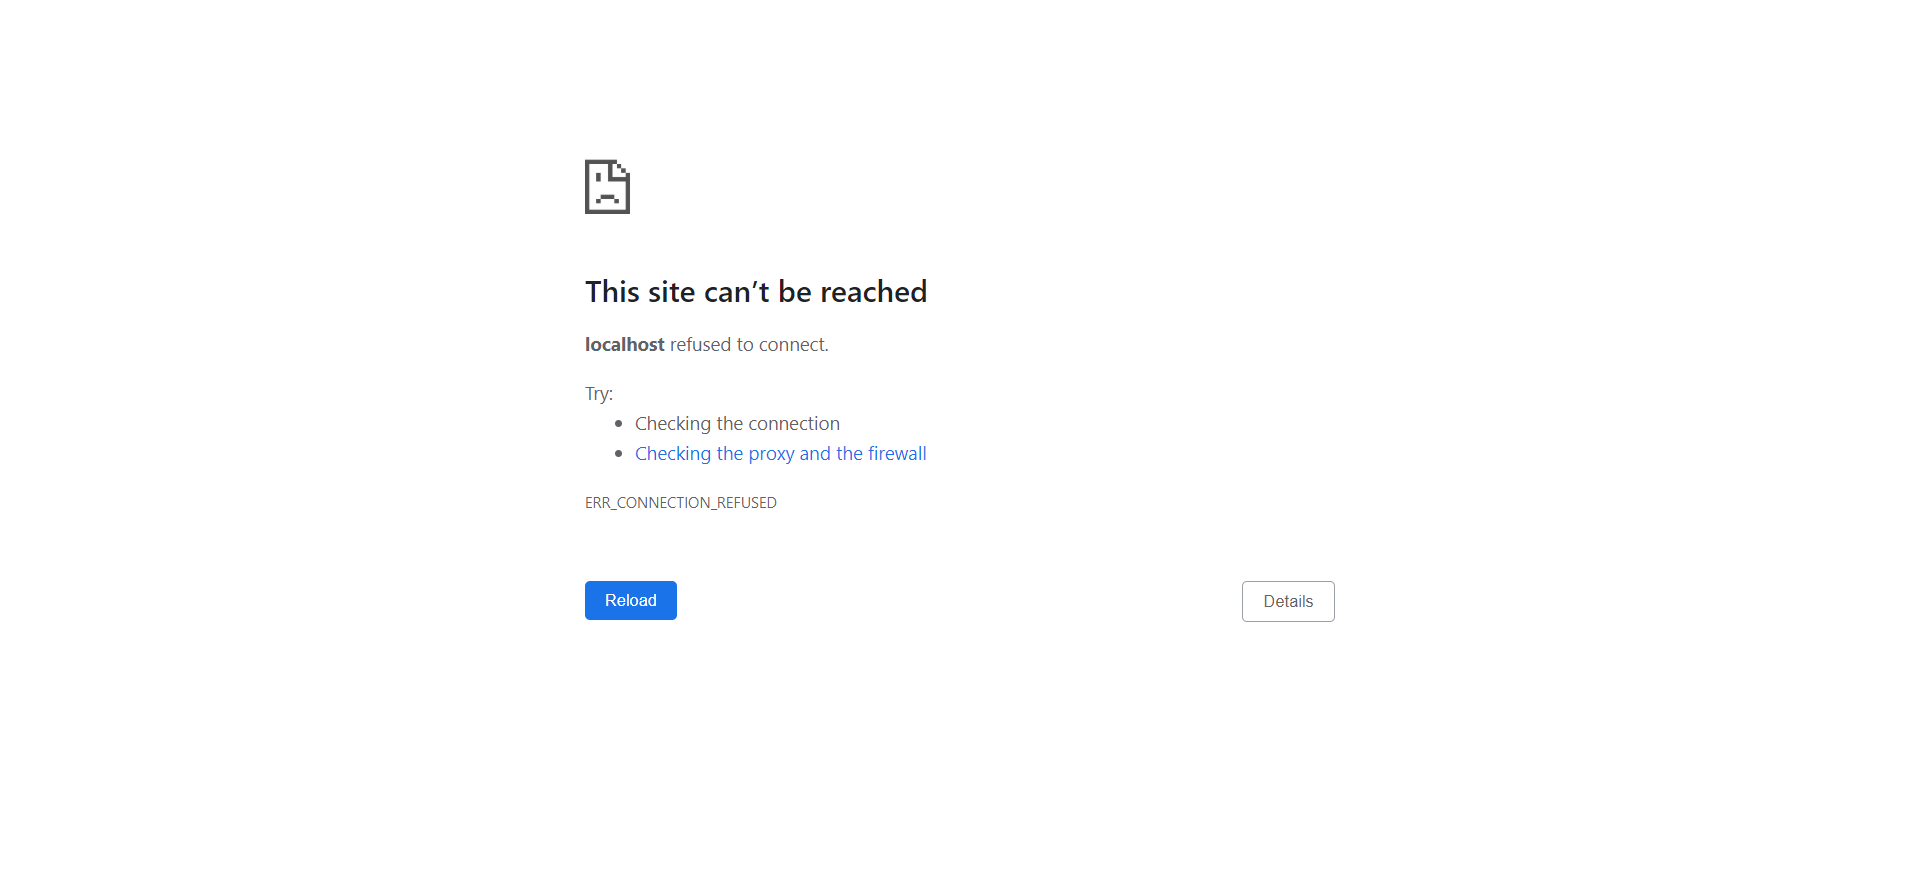 This site can’t be reached
localhost refused to connect.
Try:
Checking the connection
Checking the proxy and the firewall
ERR_CONNECTION_REFUSED
Reload
Details